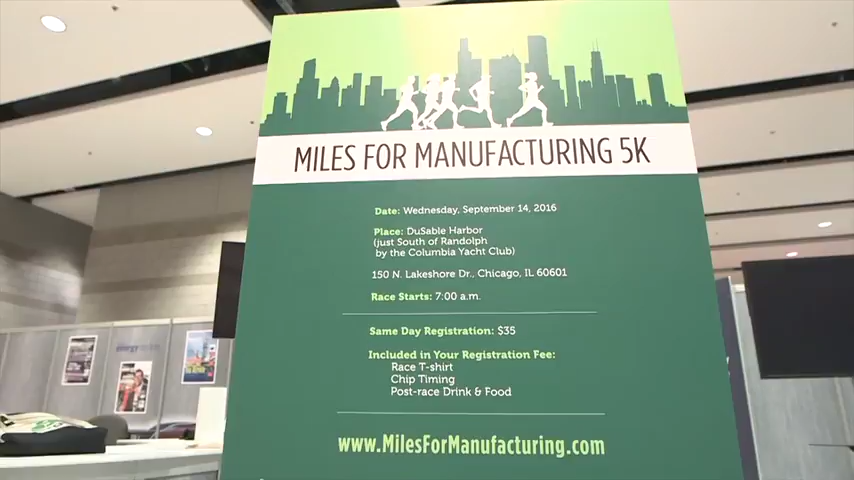 MILES FOR MANUFACTURING 5K
Date: Wednesday, September 14, 2016
Place: DuSable Harbor
(just South of Randolph
by the Columbia Yacht Club)
150 N. Lakeshore Dr., Chicago, IL 60601
Race Starts: 7:00 a.m.
Same Day Registration: $35
Included in Your Registration Fee:
Race T-shirt
Chip Timing
Post-race Drink & Food
www.MilesForManufacturing.com